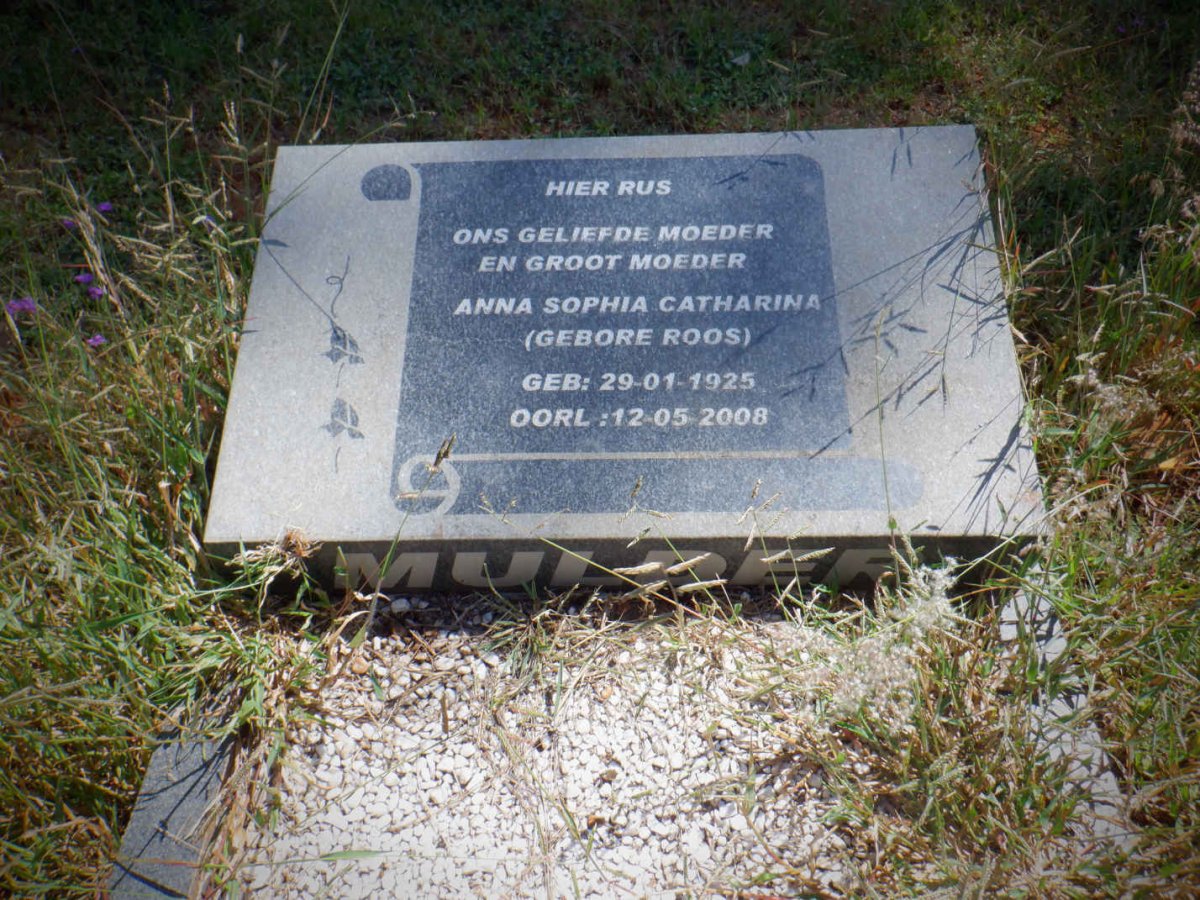 HIER RUS
ONS GELIEFDE MOEDER
EN GROOT MOEDER
ANNA SOPHIA CATHARINA
(GEBORE ROOS)
GEB: 29-01-1925
OORL :12-05-2008
MULDER